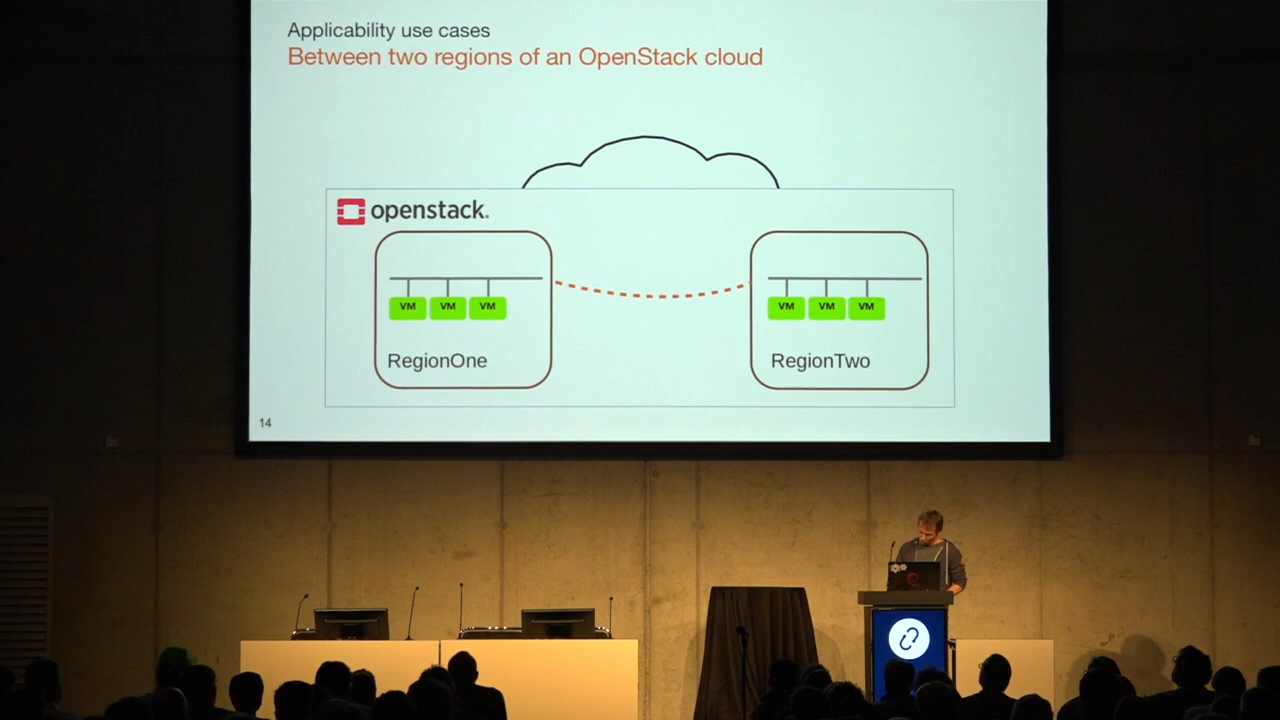 Applicability use cases
Between two regions of an OpenStack cloud
openstack.
VM VM VM
VM VM VM
RegionOne
RegionTwo
14